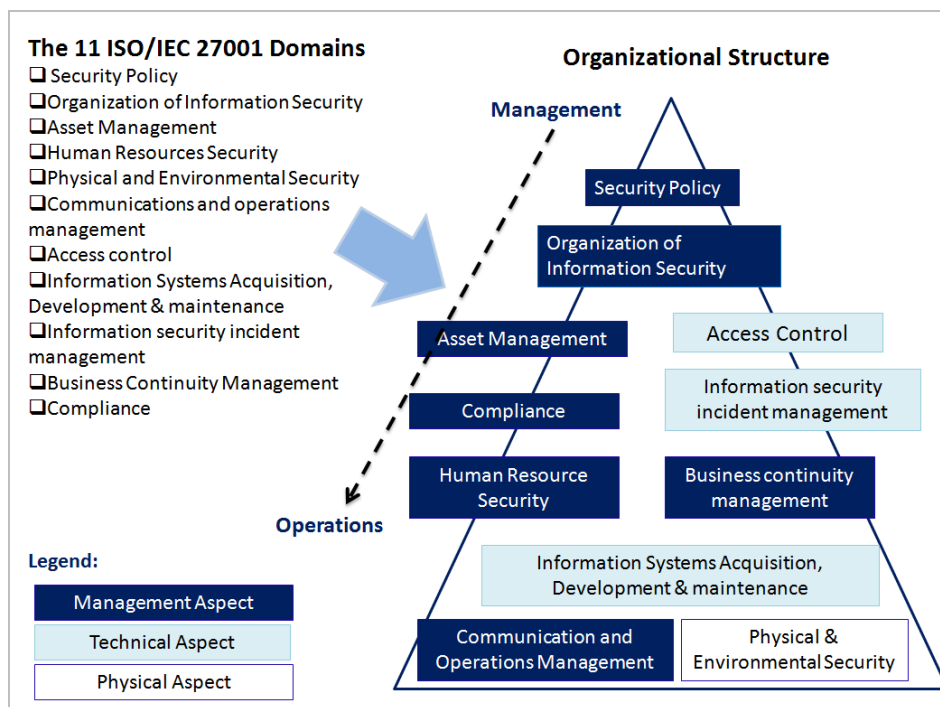 The 11 ISO/IEC 27001 Domains
❑ Security Policy
❑Organization of Information Security
❑Asset Management
❑Human Resources Security
❑Physical and Environmental Security
❑Communications and operations
management
❑Access control
❑Information Systems Acquisition,
Development & maintenance
❑Information security incident
management
❑Business Continuity Management
❑Compliance
Organizational Structure
Management
Security Policy
Organization of
Information Security
Asset Management
Access Control
Compliance
Information security
incident management
Human Resource
Security
Business continuity
management
Operations
Information Systems Acquisition,
Development & maintenance
Communication and
Operations Management
Physical &
Environmental Security
Legend:
Management Aspect
Technical Aspect
Physical Aspect